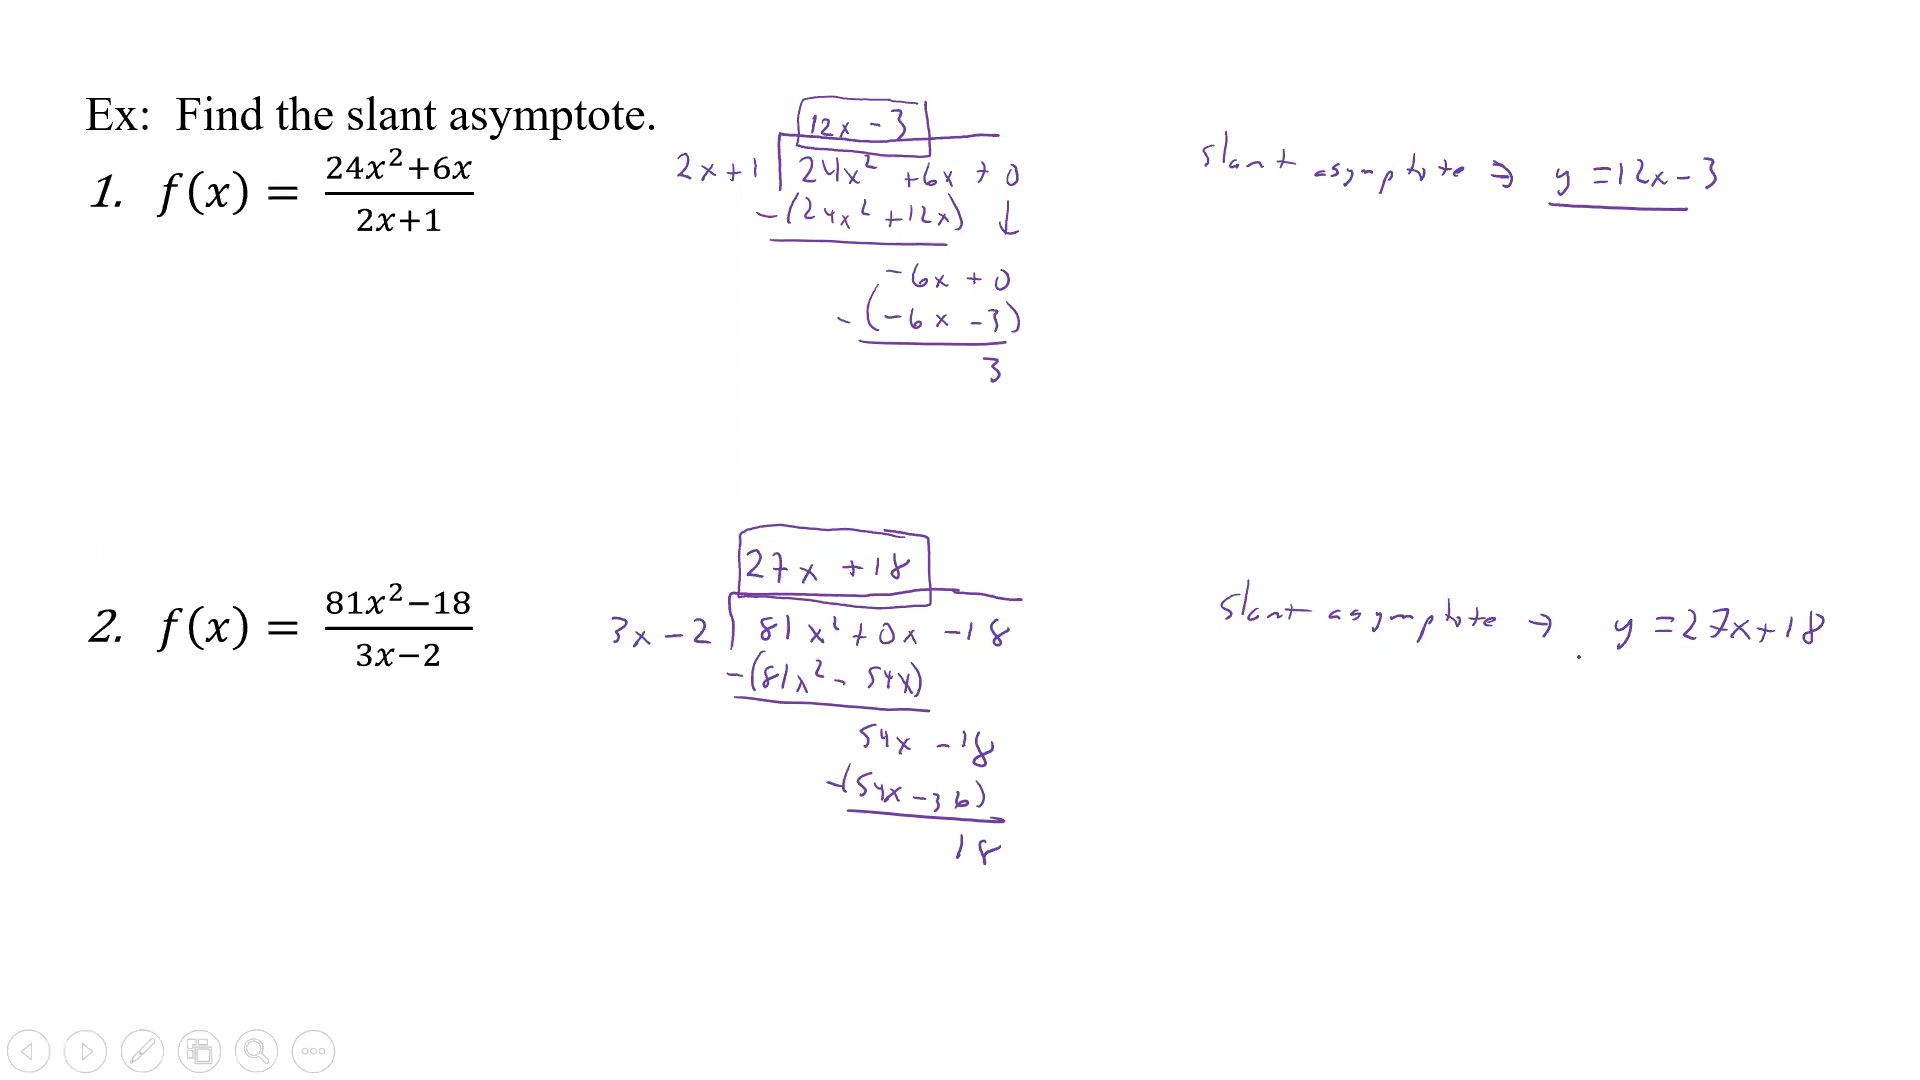 Ex: Find the slant asymptote.
1. f(x) = (24x²+6x)/(2x+1)
12x - 3
2x+1 24x² +6x + 0
-(24x² +12x) ↓
-6x + 0
-(-6x -3)
3
slant asymptote ⇒ y = 12x - 3
2. f(x) = (81x²−18)/(3x−2)
27x +18
3x - 2 81x² + 0x - 18
-(81x² - 54x)
54x - 18
-(54x - 36)
18
slant asymptote → y = 27x+18